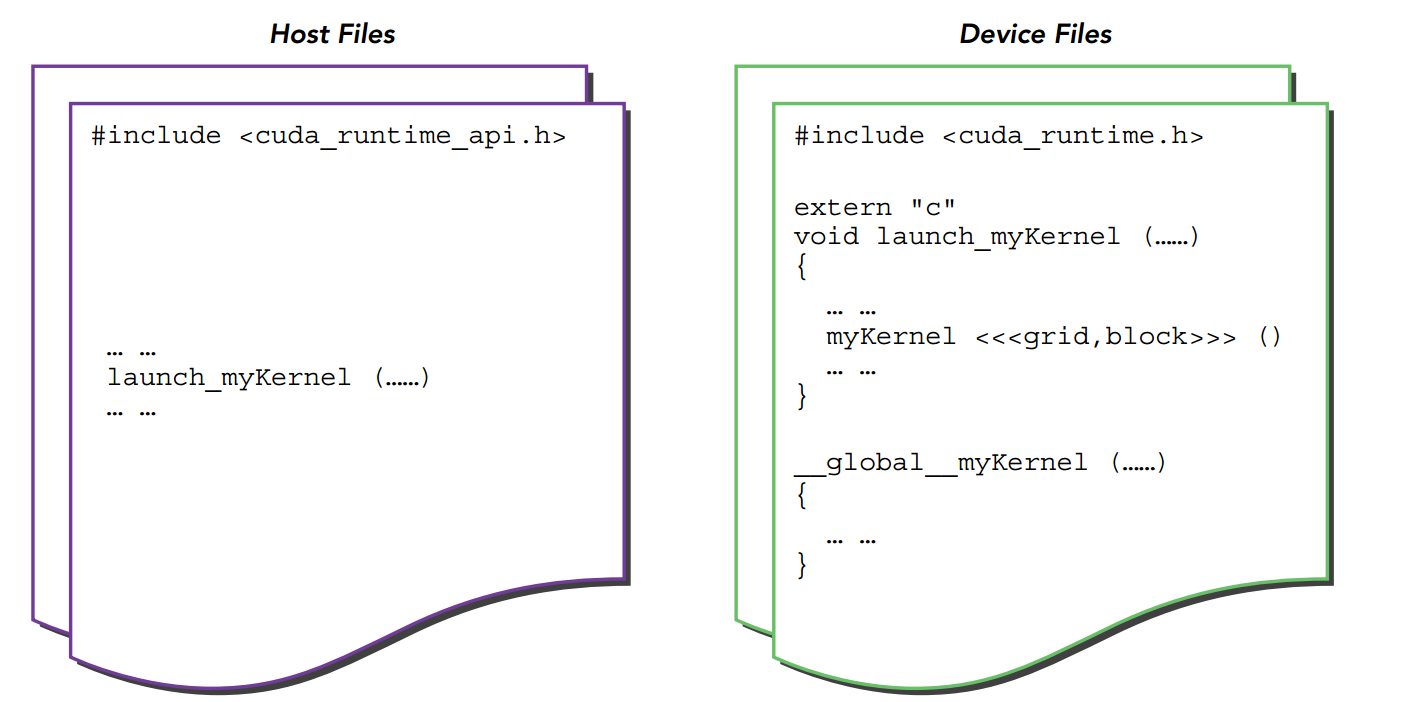 Host Files
#include <cuda_runtime_api.h>
… …
launch_myKernel (……)
… …
Device Files
#include <cuda_runtime.h>
extern "c"
void launch_myKernel (……)
{
… …
myKernel <<<grid,block>>> ()
… …
}
__global__myKernel (……)
{
… …
}